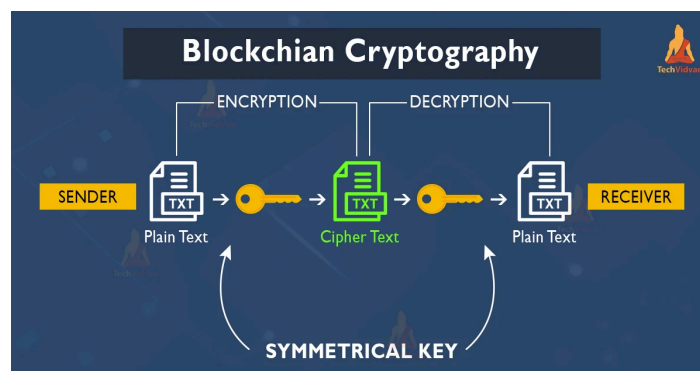 Blockchian Cryptography
TechVidvan
ENCRYPTION
DECRYPTION
SENDER
TXT
TXT
TXT
RECEIVER
Plain Text
Cipher Text
Plain Text
SYMMETRICAL KEY